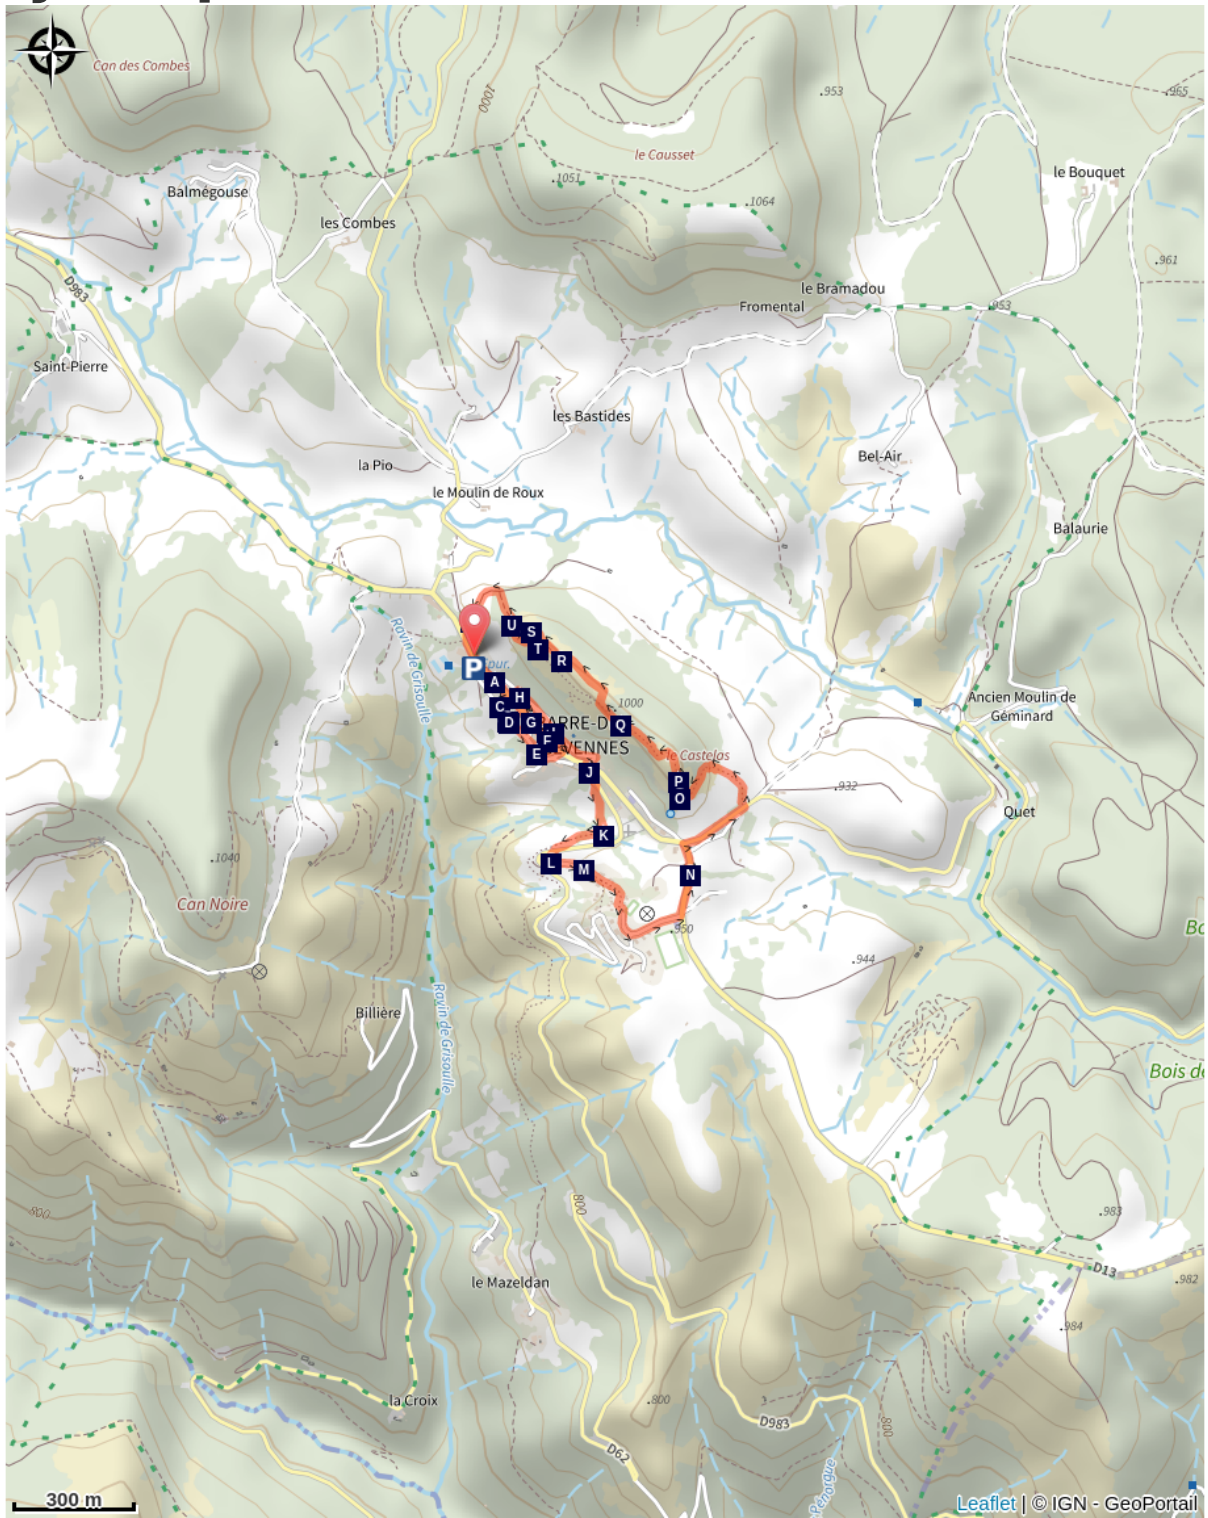 Can des Combes
1000
.953
.965
le Causset
le Bouquet
.1051
Balmégouse
.1064
les Combes
.961
D983
le Bramadou
Fromental
.953
Saint-Pierre
les Bastides
la Pio
Bel-Air
le Moulin de Roux
Balaurie
Ravin de Grisoulle
U
S
T
R
P
A
H
C
1000
Ancien Moulin de
Géminard
D
G
Q
F
E
VENNES
le Castelas
J
P
O
.932
Quet
K
.1040
L
M
N
Can Noire
.950
.944
Ravin de Grisoulle
Billière
800
800
.983
D13
.982
le Mazeldan
.984
la Croix
.800
D983
800
D62
300 m
Leaflet | © IGN - GeoPortail